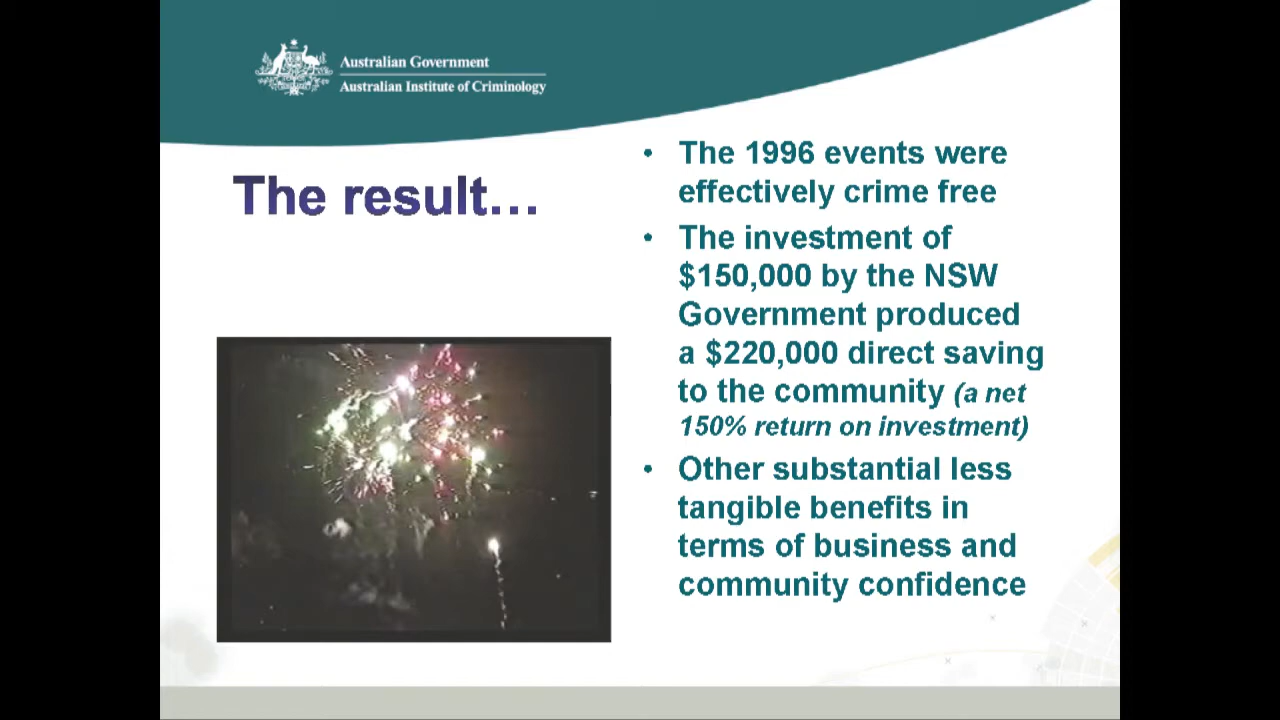 Australian Government
Australian Institute of Criminology
The result…
• The 1996 events were
effectively crime free
• The investment of
$150,000 by the NSW
Government produced
a $220,000 direct saving
to the community (a net
150% return on investment)
• Other substantial less
tangible benefits in
terms of business and
community confidence